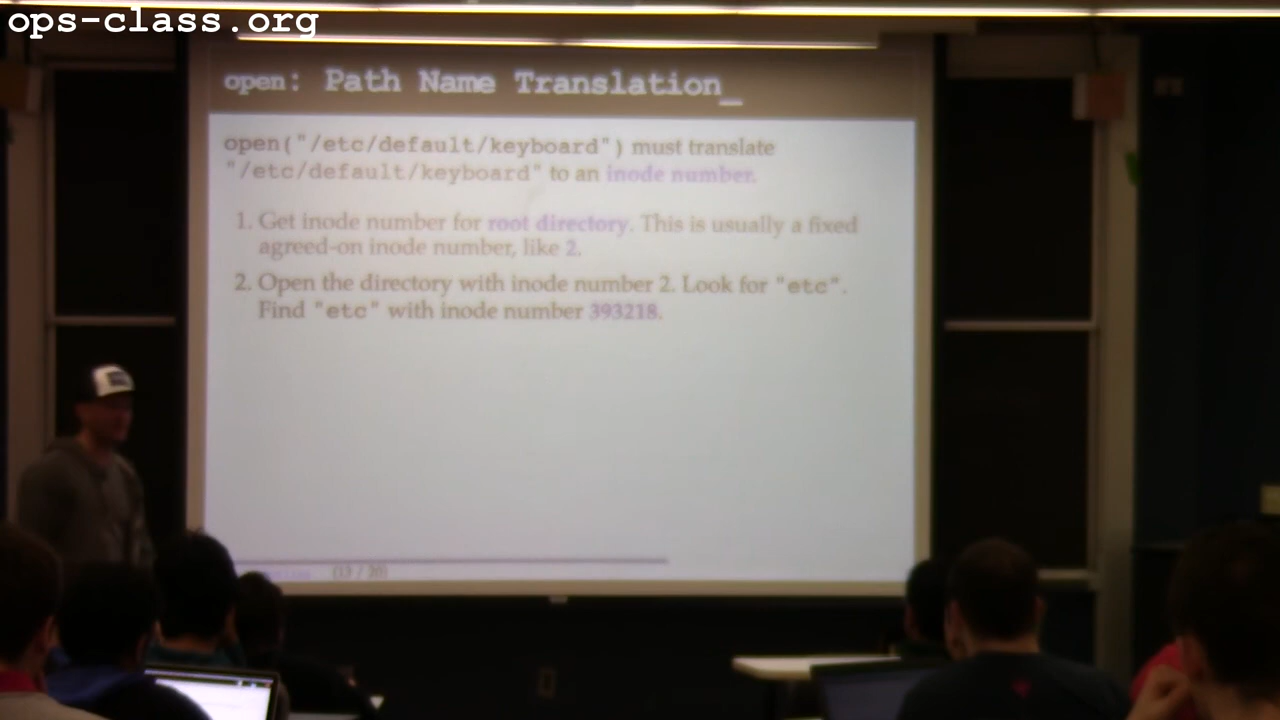 ops-class.org
open: Path Name Translation_
open("/etc/default/keyboard") must translate
"/etc/default/keyboard" to an inode number.
1. Get inode number for root directory. This is usually a fixed
agreed-on inode number, like 2.
2. Open the directory with inode number 2. Look for "etc".
Find "etc" with inode number 393218.
(13 / 20)